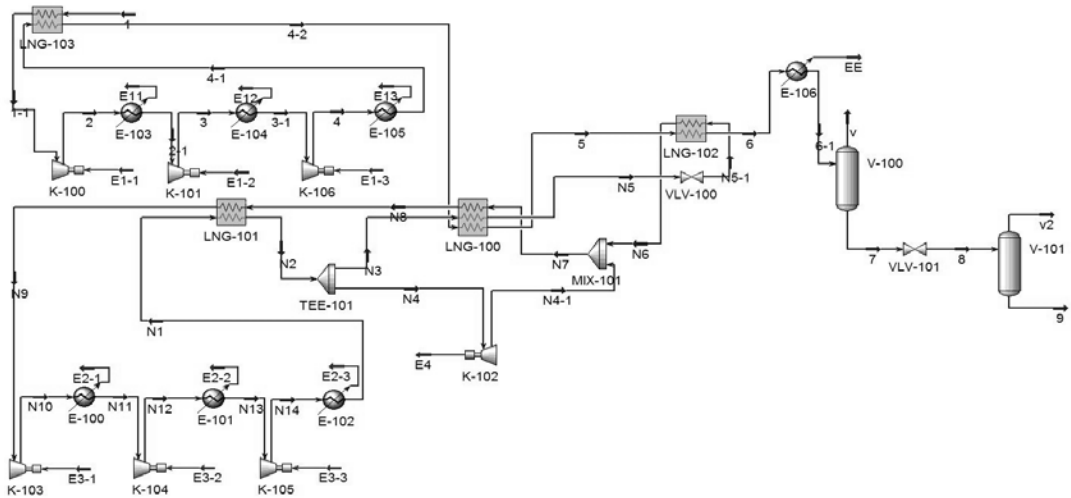 1
LNG-103
4-2
4-1
EE
E-106
1-1
2
E11
E-103
2-1
3
E12
E-104
3-1
4
E13
E-105
K-100
E1-1
K-101
E1-2
K-106
E1-3
5
LNG-102
6
6-1
v
V-100
N5
VLV-100
N5-1
LNG-101
N8
LNG-100
N2
N3
TEE-101
N4
N7
MIX-101
N6
N4-1
7
VLV-101
8
v2
V-101
9
N9
N1
E4
K-102
N10
E2-1
E-100
N11
N12
E2-2
E-101
N13
N14
E2-3
E-102
K-103
E3-1
K-104
E3-2
K-105
E3-3